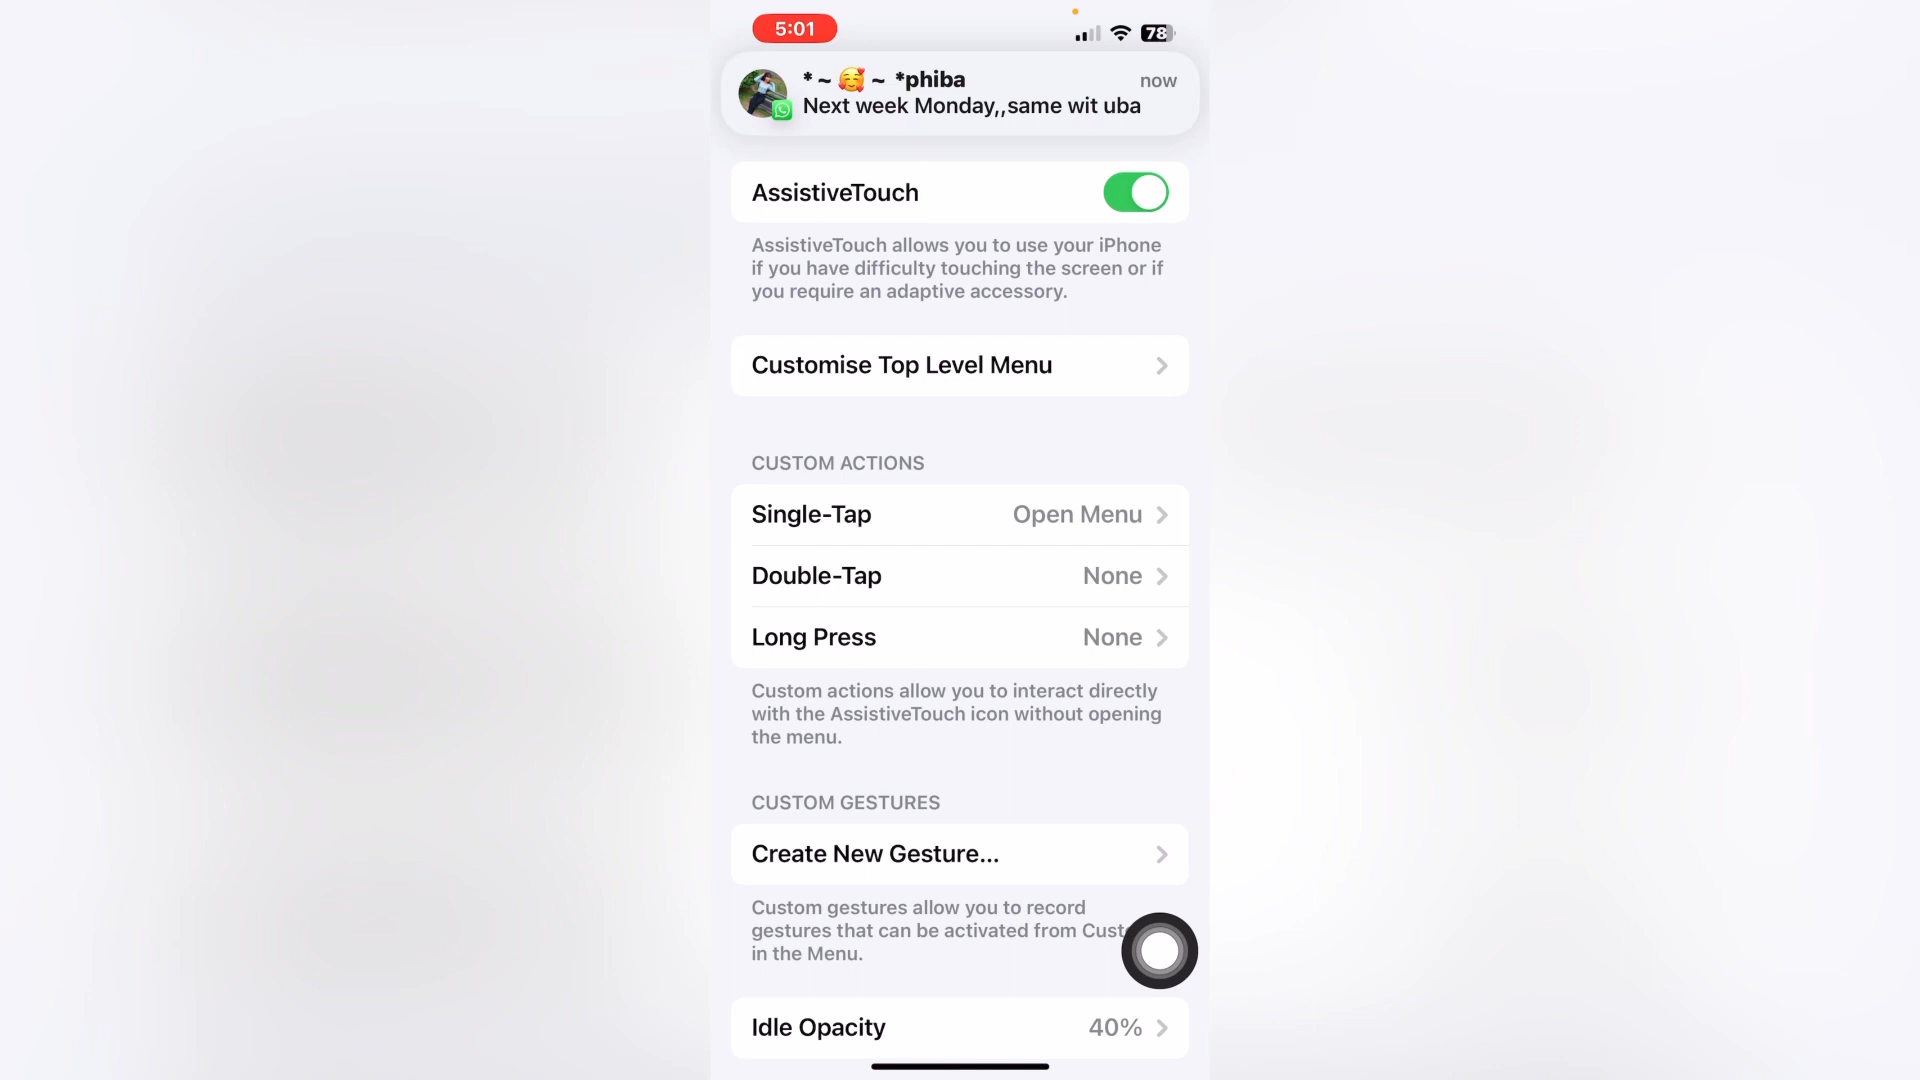 5:01
78
* ~ 🥰 ~ *phiba
now
Next week Monday,,same wit uba
AssistiveTouch
AssistiveTouch allows you to use your iPhone
if you have difficulty touching the screen or if
you require an adaptive accessory.
Customise Top Level Menu
CUSTOM ACTIONS
Single-Tap Open Menu
Double-Tap None
Long Press None
Custom actions allow you to interact directly
with the AssistiveTouch icon without opening
the menu.
CUSTOM GESTURES
Create New Gesture...
Custom gestures allow you to record
gestures that can be activated from
in the Menu.
Idle Opacity 40%